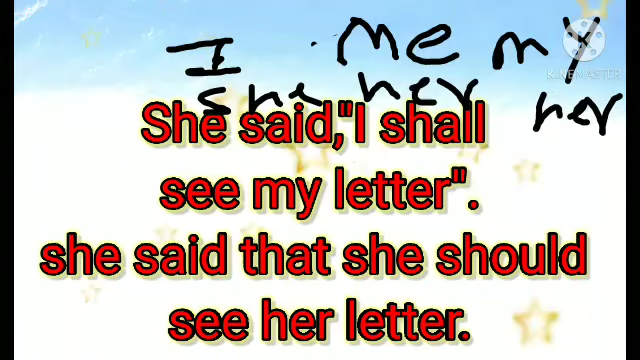 I me my
KINEMASTER
she her her
She said,"I shall
see my letter".
she said that she should
see her letter.